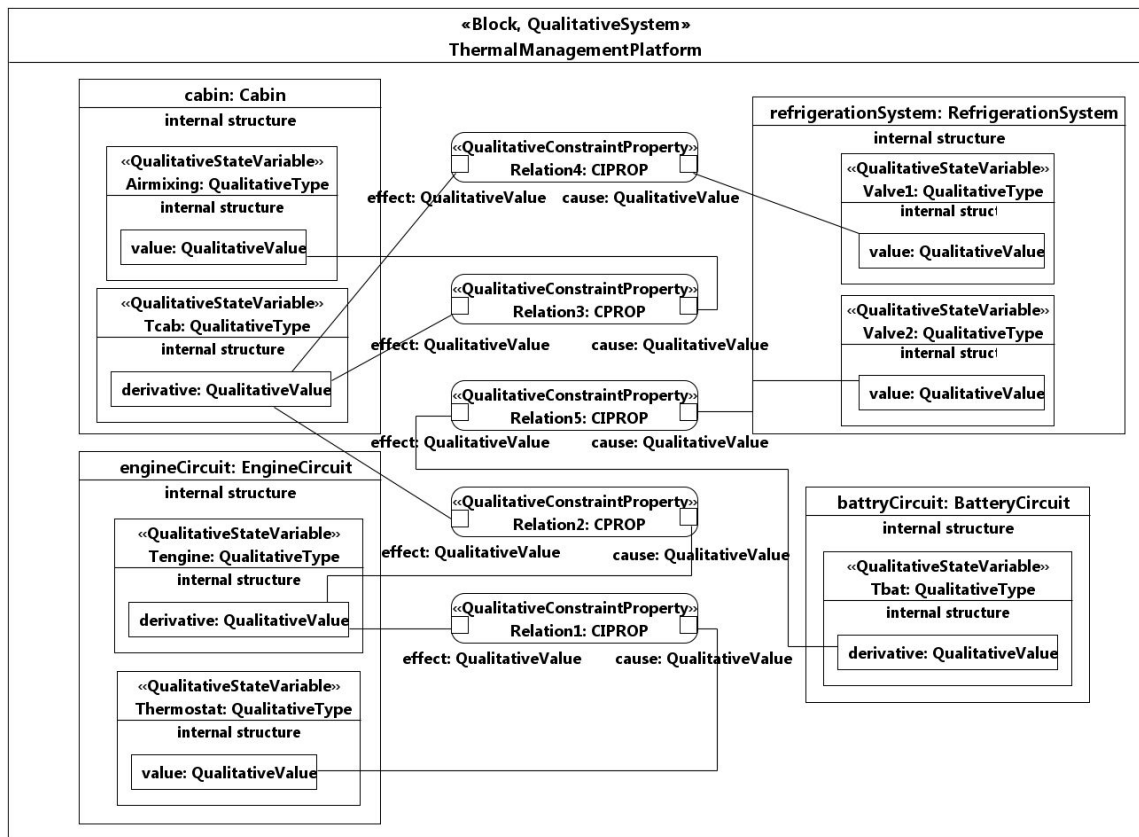 «Block, QualitativeSystem»
ThermalManagementPlatform
cabin: Cabin
internal structure
«QualitativeStateVariable»
Airmixing: QualitativeType
internal structure
value: QualitativeValue
«QualitativeStateVariable»
Tcab: QualitativeType
internal structure
derivative: QualitativeValue
engineCircuit: EngineCircuit
internal structure
«QualitativeStateVariable»
Tengine: QualitativeType
internal structure
derivative: QualitativeValue
«QualitativeStateVariable»
Thermostat: QualitativeType
internal structure
value: QualitativeValue
«QualitativeConstraintProperty»
Relation4: CIPROP
effect: QualitativeValue cause: QualitativeValue
«QualitativeConstraintProperty»
Relation3: CPROP
effect: QualitativeValue cause: QualitativeValue
«QualitativeConstraintProperty»
Relation5: CIPROP
effect: QualitativeValue cause: QualitativeValue
«QualitativeConstraintProperty»
Relation2: CPROP
effect: QualitativeValue cause: QualitativeValue
«QualitativeConstraintProperty»
Relation1: CIPROP
effect: QualitativeValue cause: QualitativeValue
refrigerationSystem: RefrigerationSystem
internal structure
«QualitativeStateVariable»
Valve1: QualitativeType
internal struct
value: QualitativeValue
«QualitativeStateVariable»
Valve2: QualitativeType
internal struct
value: QualitativeValue
battryCircuit: BatteryCircuit
internal structure
«QualitativeStateVariable»
Tbat: QualitativeType
internal structure
derivative: QualitativeValue